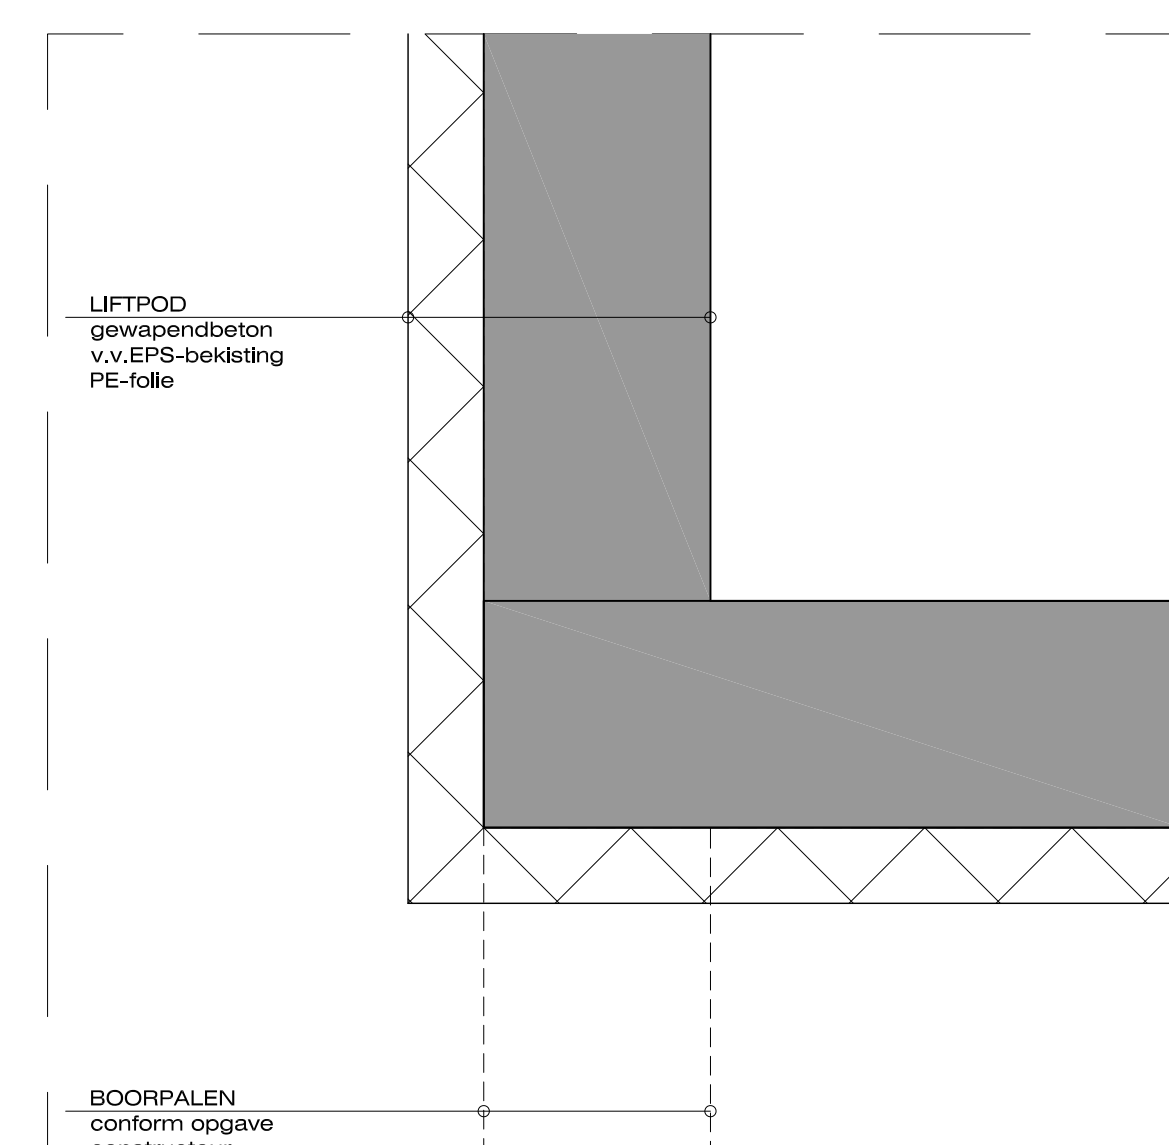 LIFTPOD
gewapendbeton
v.v.EPS-bekisting
PE-folie
BOORPALEN
conform opgave